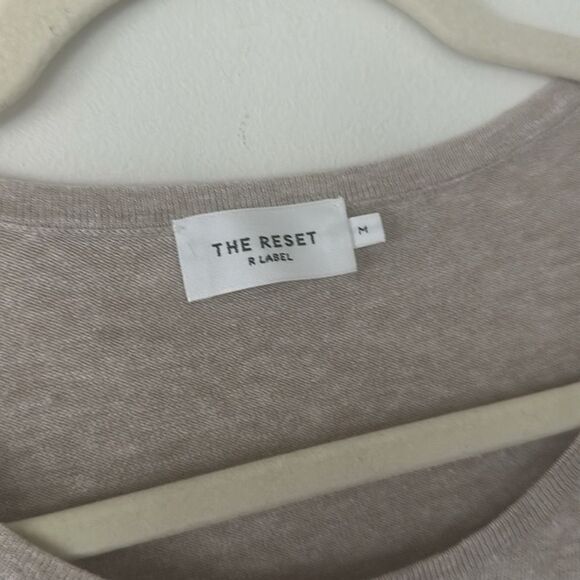 THE RESET
R LABEL
M